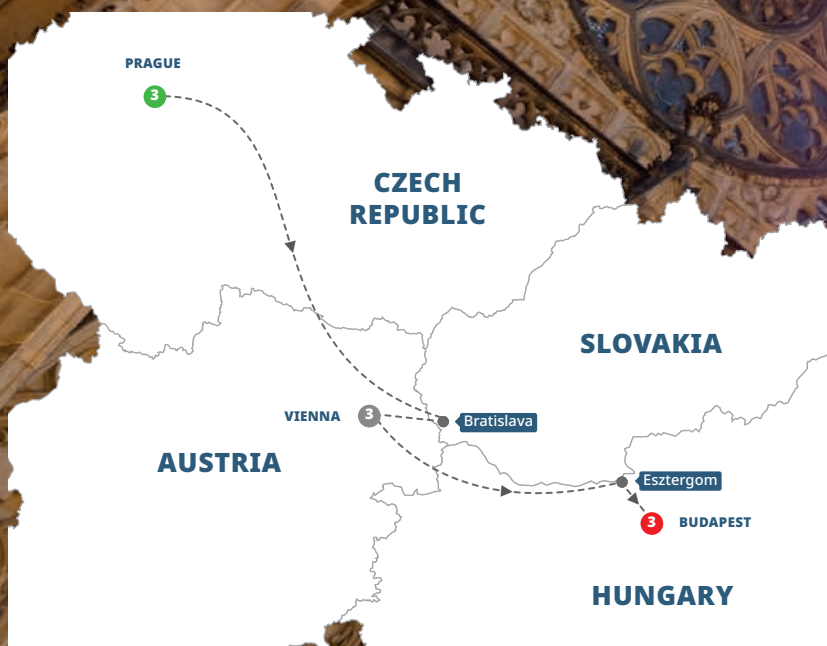 PRAGUE
3
CZECH
REPUBLIC
SLOVAKIA
VIENNA
3
Bratislava
AUSTRIA
Esztergom
3
BUDAPEST
HUNGARY